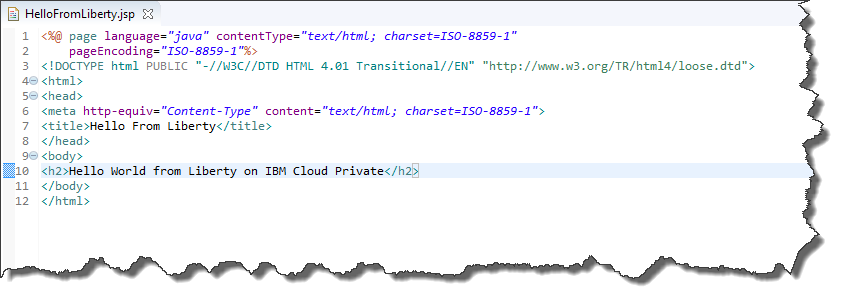 HelloFromLiberty.jsp
1 <%@ page language="java" contentType="text/html; charset=ISO-8859-1"
2     pageEncoding="ISO-8859-1"%>
3 <!DOCTYPE html PUBLIC "-//W3C//DTD HTML 4.01 Transitional//EN" "http://www.w3.org/TR/html4/loose.dtd">
4 <html>
5 <head>
6 <meta http-equiv="Content-Type" content="text/html; charset=ISO-8859-1">
7 <title>Hello From Liberty</title>
8 </head>
9 <body>
10 <h2>Hello World from Liberty on IBM Cloud Private</h2>
11 </body>
12 </html>